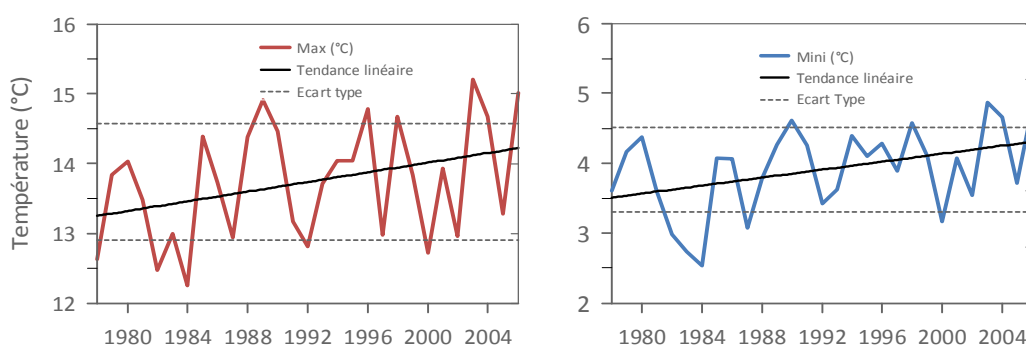 Température (°C)
16
15
14
13
12
Max (°C)
Tendance linéaire
Ecart type
1980 1984 1988 1992 1996 2000 2004
6
5
4
3
2
Mini (°C)
Tendance linéaire
Ecart Type
1980 1984 1988 1992 1996 2000 2004